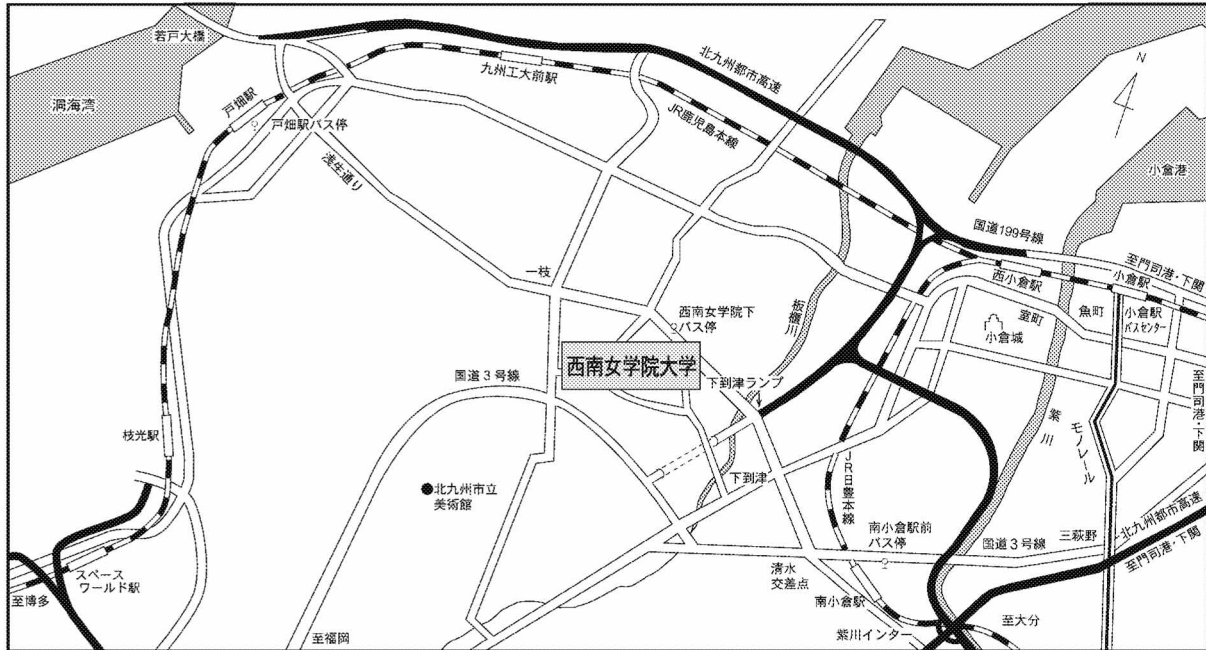 若戸大橋
洞海湾
戸畑駅
戸畑駅バス停
九州工大前駅
北九州都市高速
JR鹿児島本線
N
小倉港
浅生通り
国道199号線
至門司港・下関
一枝
西南女学院下
バス停
板櫃川
西小倉駅
小倉駅
室町
魚町
小倉駅
バスセンター
小倉城
西南女学院大学
国道3号線
下到津ランプ
至門司港・下関
枝光駅
紫川
モノレール
北九州市立
美術館
下到津
JR日豊本線
南小倉駅前
バス停
国道3号線
三萩野
北九州都市高速
至門司港・下関
スペース
ワールド駅
至博多
清水
交差点
南小倉駅
至大分
至福岡
紫川インター